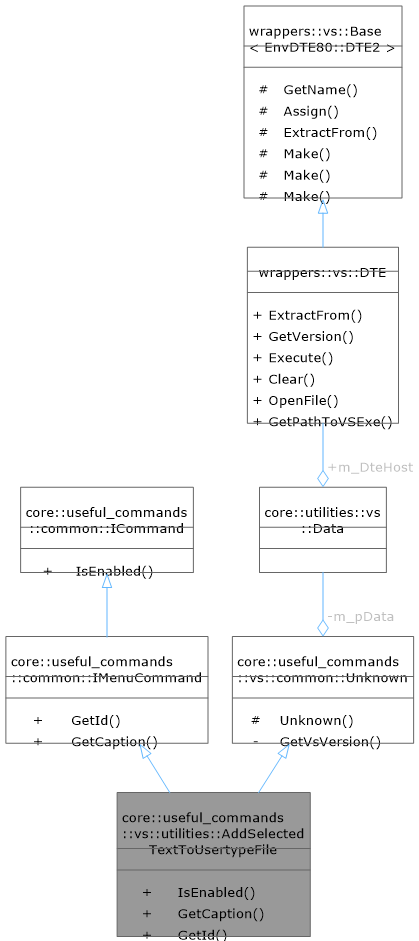 wrappers::vs::Base
< EnvDTE80::DTE2 >
# GetName()
# Assign()
# ExtractFrom()
# Make()
# Make()
# Make()
wrappers::vs::DTE
+ ExtractFrom()
+ GetVersion()
+ Execute()
+ Clear()
+ OpenFile()
+ GetPathToVSExe()
+m_DteHost
core::useful_commands
::common::ICommand
+ IsEnabled()
core::utilities::vs
::Data
-m_pData
core::useful_commands
::common::IMenuCommand
+ GetId()
+ GetCaption()
core::useful_commands
::vs::common::Unknown
# Unknown()
- GetVsVersion()
core::useful_commands
::vs::utilities::AddSelected
TextToUsertypeFile
+ IsEnabled()
+ GetCaption()
+ GetId()